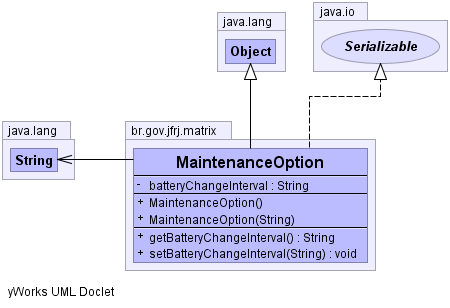 java.lang
Object
java.io
Serializable
java.lang
String
br.gov.jfrj.matrix
MaintenanceOption
- batteryChangeInterval : String
+ MaintenanceOption()
+ MaintenanceOption(String)
+ getBatteryChangeInterval() : String
+ setBatteryChangeInterval(String) : void
yWorks UML Doclet